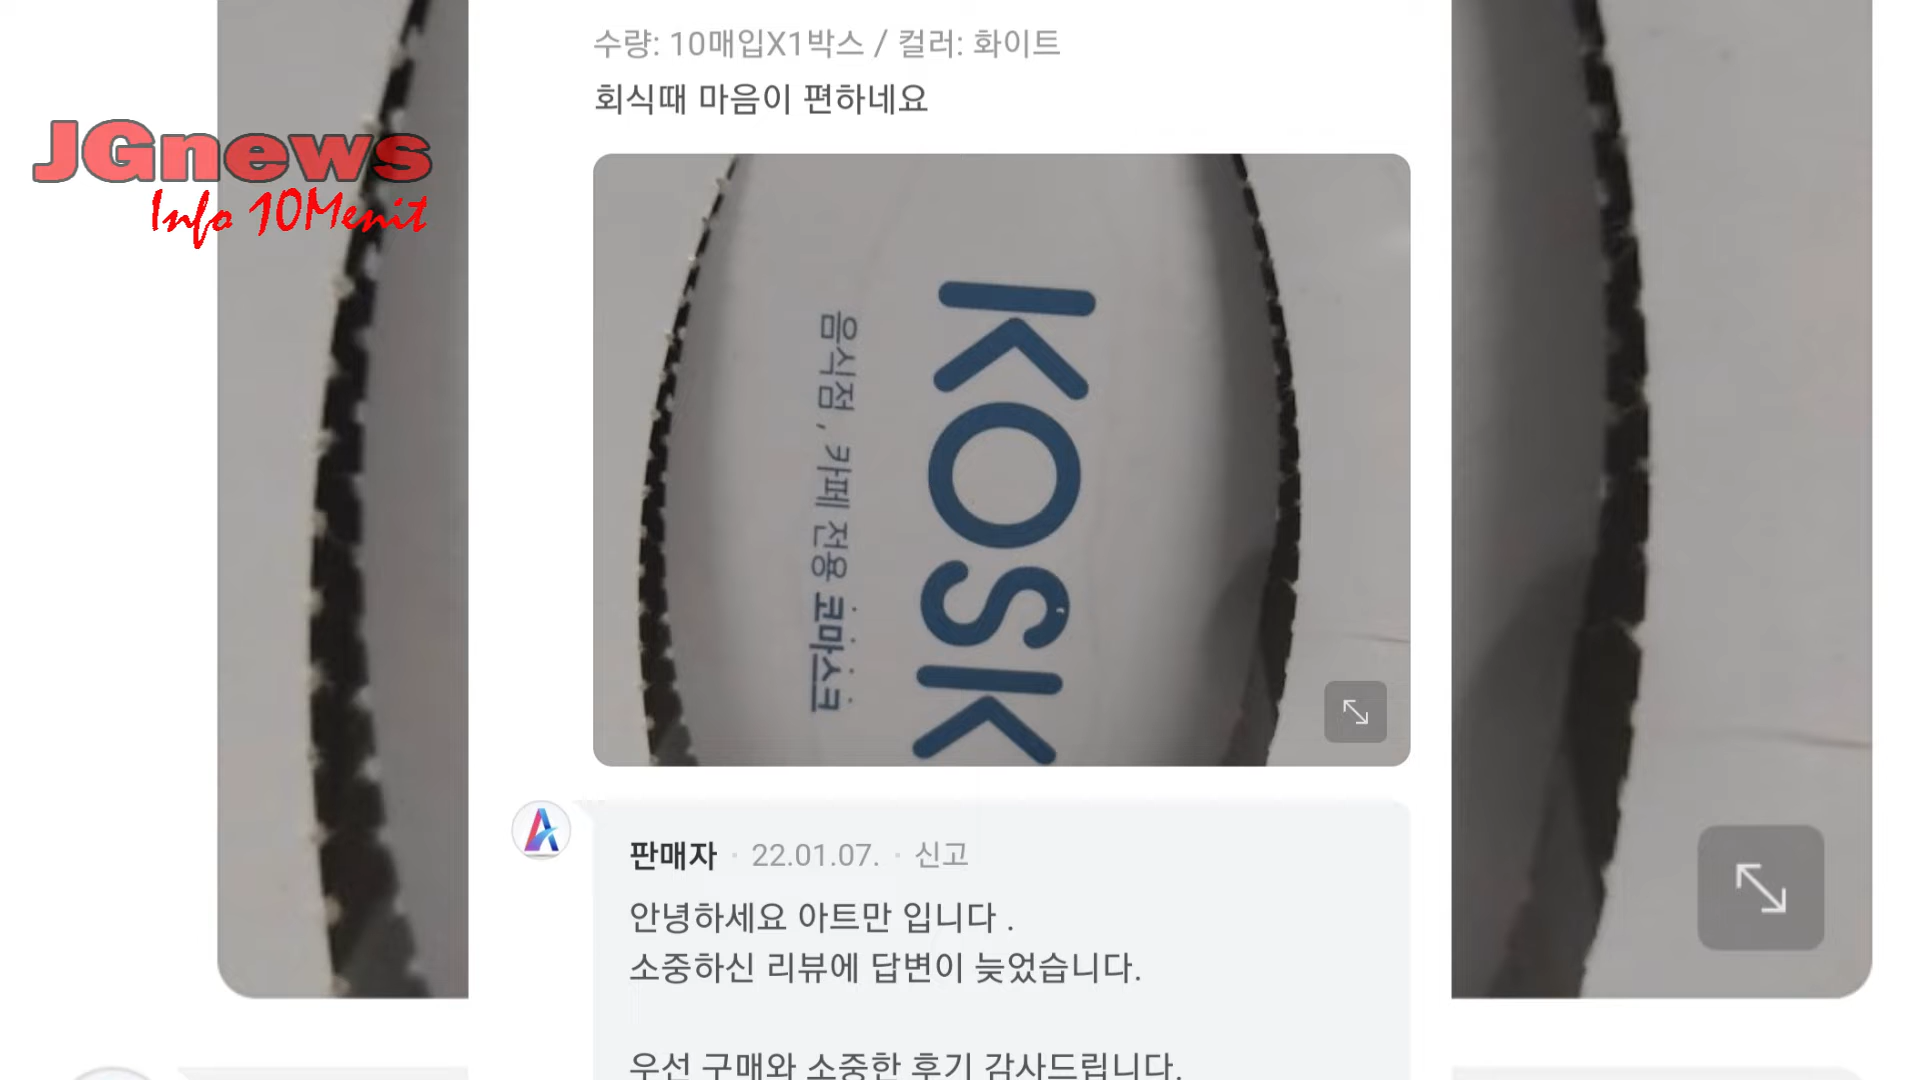 수량: 10매입X1박스 / 컬러: 화이트
회식때 마음이 편하네요
JGnews
Info 10Menit
KOSK
음식점, 카페 전용 코마스크
판매자 · 22.01.07. · 신고
안녕하세요 아트만 입니다 .
소중하신 리뷰에 답변이 늦었습니다.
우선 구매와 소중한 후기 감사드립니다.